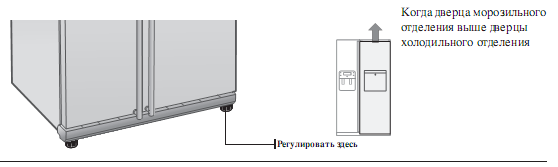 Когда дверца морозильного
отделения выше дверцы
холодильного отделения
Регулировать здесь